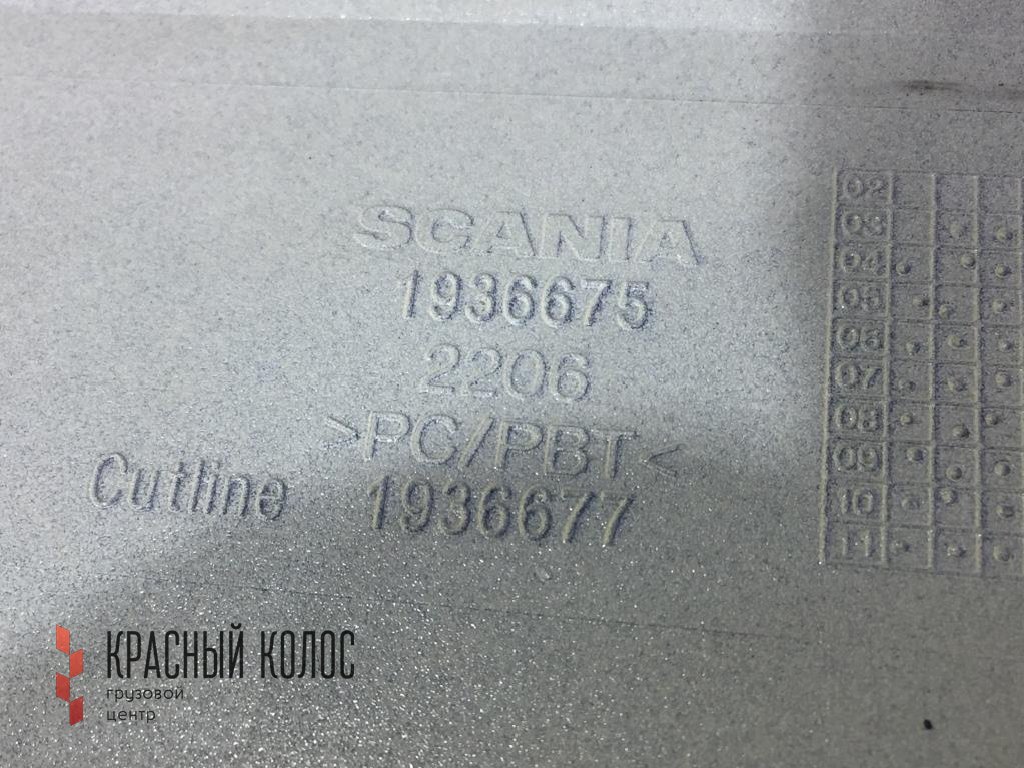 SCANIA
1936675
2206
>PC/PBT<
Cutline 1936677
02
03
04
05
06
07
08
09
10
11
КРАСНЫЙ КОЛОС
грузовой
центр